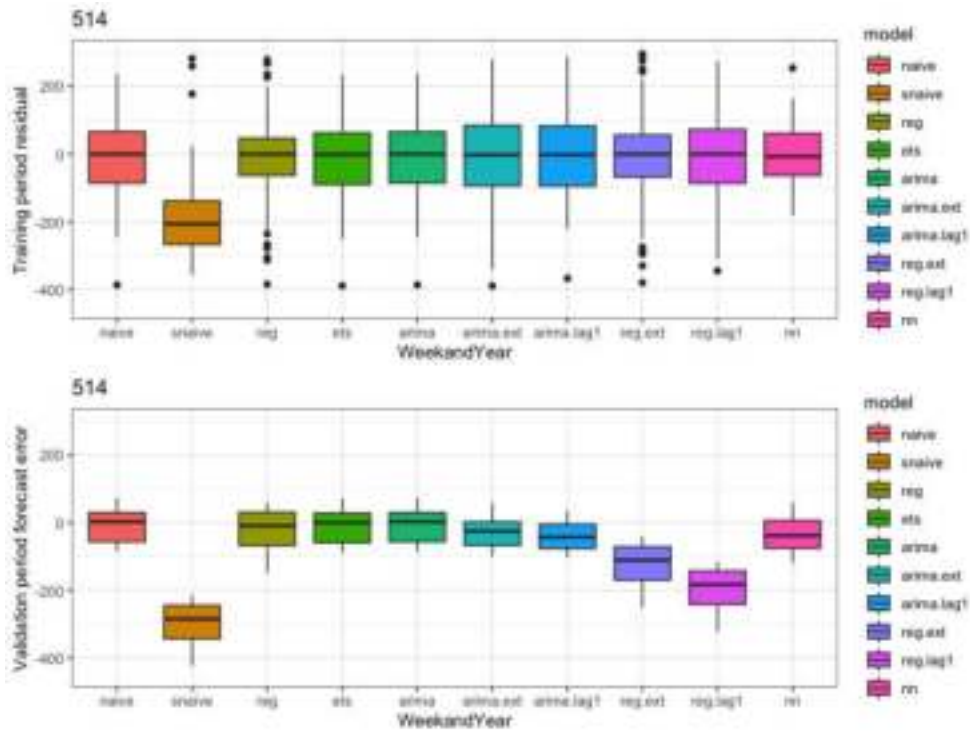 514
Training period residual
200
0
-200
-400
naive snaive reg ets arima arima.ext arima.lag1 reg.ext reg.lag1 nn
WeekandYear
model
naive
snaive
reg
ets
arima
arima.ext
arima.lag1
reg.ext
reg.lag1
nn
514
Validation period forecast error
200
0
-200
-400
naive snaive reg ets arima arima.ext arima.lag1 reg.ext reg.lag1 nn
WeekandYear
model
naive
snaive
reg
ets
arima
arima.ext
arima.lag1
reg.ext
reg.lag1
nn